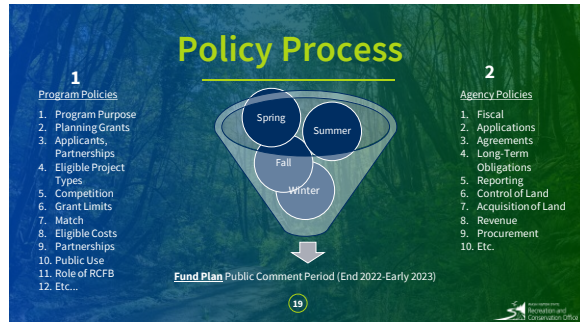 Policy Process
1
Program Policies
1. Program Purpose
2. Planning Grants
3. Applicants,
Partnerships
4. Eligible Project
Types
5. Competition
6. Grant Limits
7. Match
8. Eligible Costs
9. Partnerships
10. Public Use
11. Role of RCFB
12. Etc...
Spring
Summer
Fall
Winter
2
Agency Policies
1. Fiscal
2. Applications
3. Agreements
4. Long-Term
Obligations
5. Reporting
6. Control of Land
7. Acquisition of Land
8. Revenue
9. Procurement
10. Etc.
Fund Plan Public Comment Period (End 2022-Early 2023)
19
WASHINGTON STATE
Recreation and
Conservation Office